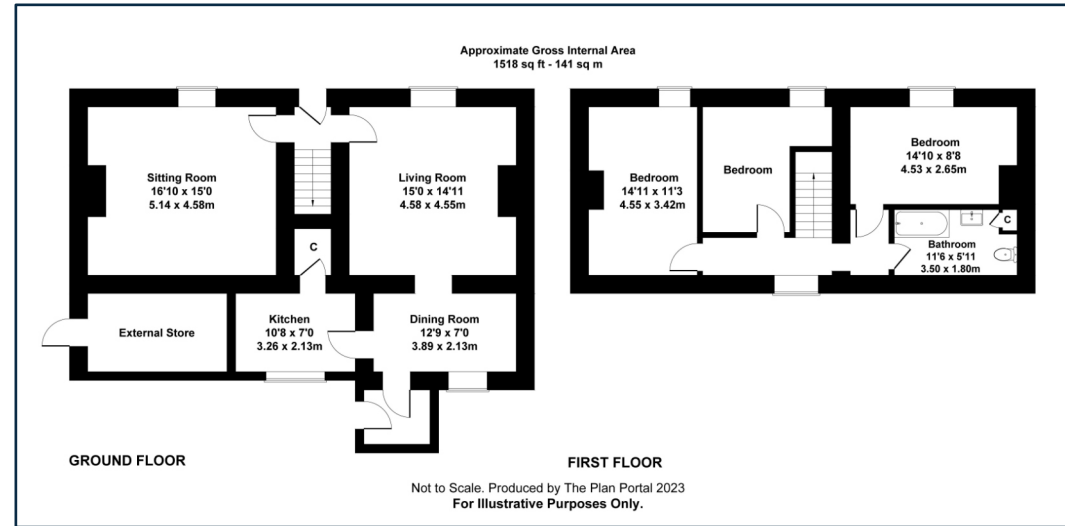 Approximate Gross Internal Area
1518 sq ft - 141 sq m
Sitting Room
16'10 x 15'0
5.14 x 4.58m
Living Room
15'0 x 14'11
4.58 x 4.55m
C
External Store
Kitchen
10'8 x 7'0
3.26 x 2.13m
Dining Room
12'9 x 7'0
3.89 x 2.13m
GROUND FLOOR
Bedroom
14'11 x 11'3
4.55 x 3.42m
Bedroom
Bedroom
14'10 x 8'8
4.53 x 2.65m
C
Bathroom
11'6 x 5'11
3.50 x 1.80m
FIRST FLOOR
Not to Scale. Produced by The Plan Portal 2023
For Illustrative Purposes Only.